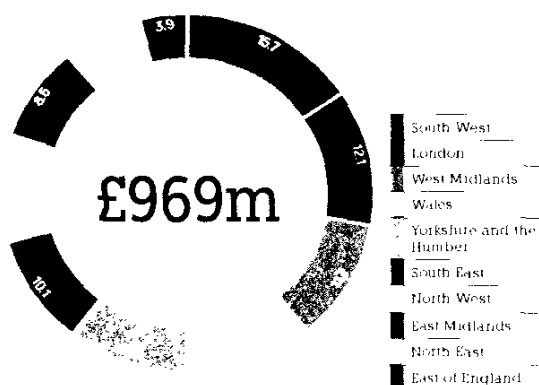 3.9
15.7
8.6
12.1
£969m
10.1
South West
London
West Midlands
Wales
Yorkshire and the
Humber
South East
North West
East Midlands
North East
East of England